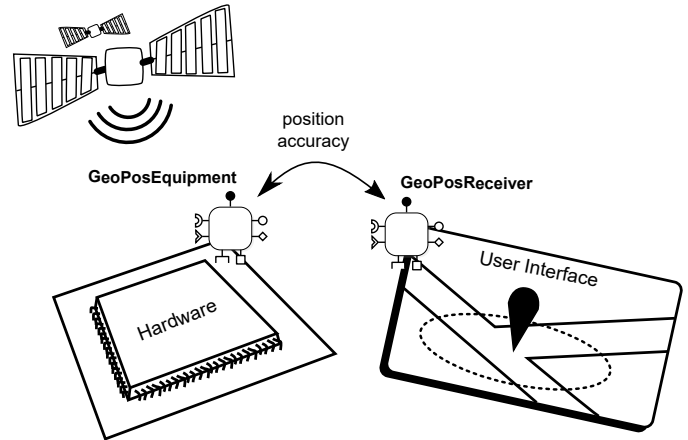 position
accuracy
GeoPosEquipment
GeoPosReceiver
User Interface
Hardware